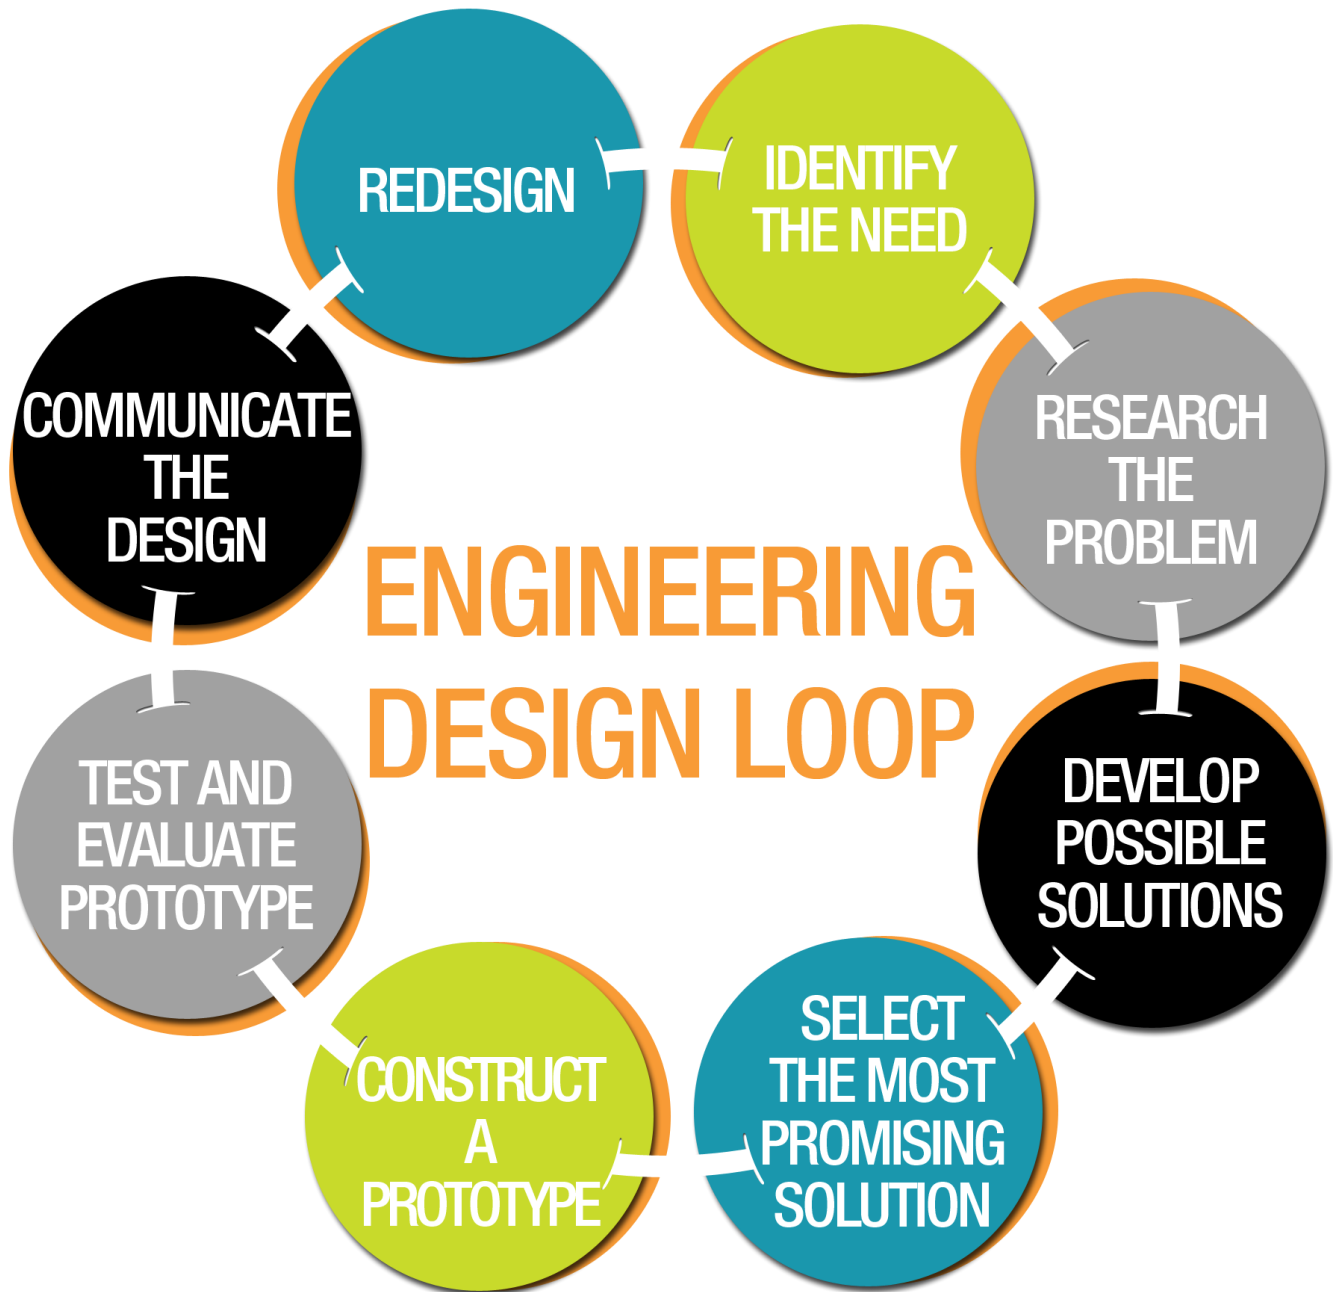 REDESIGN
IDENTIFY
THE NEED
RESEARCH
THE
PROBLEM
DEVELOP
POSSIBLE
SOLUTIONS
SELECT
THE MOST
PROMISING
SOLUTION
CONSTRUCT
A
PROTOTYPE
TEST AND
EVALUATE
PROTOTYPE
COMMUNICATE
THE
DESIGN
ENGINEERING
DESIGN LOOP